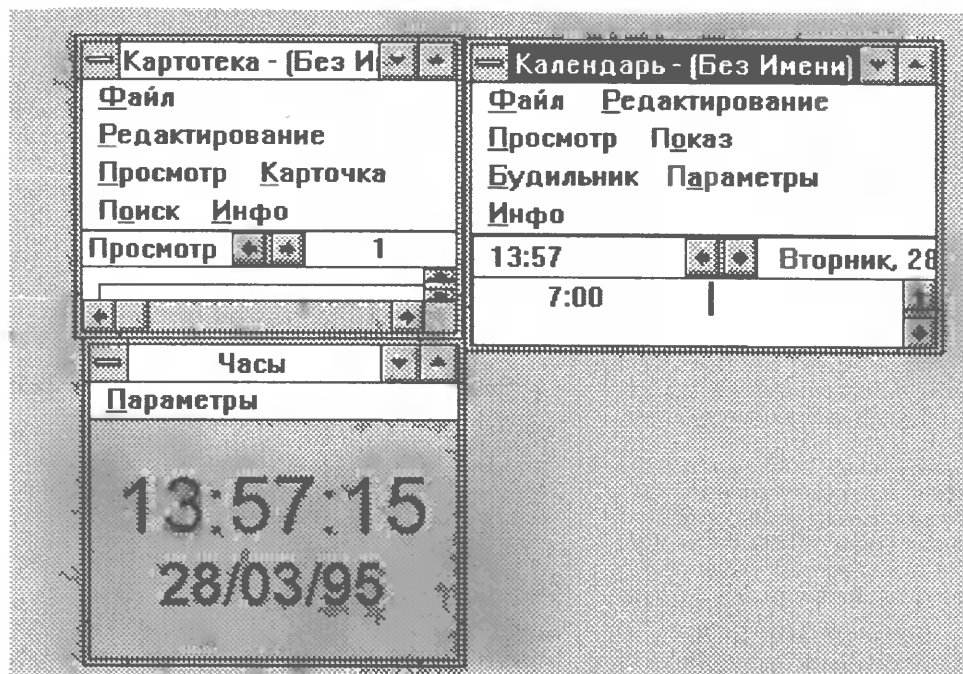 Картотека - (Без И
Файл
Редактирование
Просмотр Карточка
Поиск Инфо
Просмотр 1
Календарь - (Без Имени)
Файл Редактирование
Просмотр Показ
Будильник Параметры
Инфо
13:57 Вторник, 28
7:00
Часы
Параметры
13:57:15
28/03/95